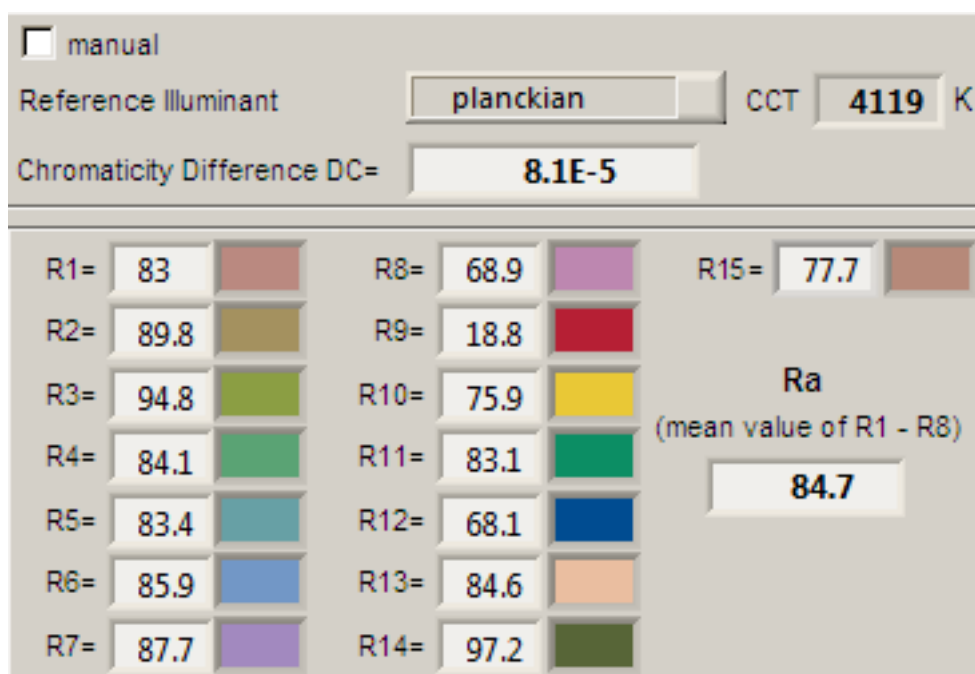 manual
Reference Illuminant planckian CCT 4119 K
Chromaticity Difference DC= 8.1E-5
R1= 83 R8= 68.9 R15= 77.7
R2= 89.8 R9= 18.8
R3= 94.8 R10= 75.9 Ra
(mean value of R1 - R8)
R4= 84.1 R11= 83.1
84.7
R5= 83.4 R12= 68.1
R6= 85.9 R13= 84.6
R7= 87.7 R14= 97.2